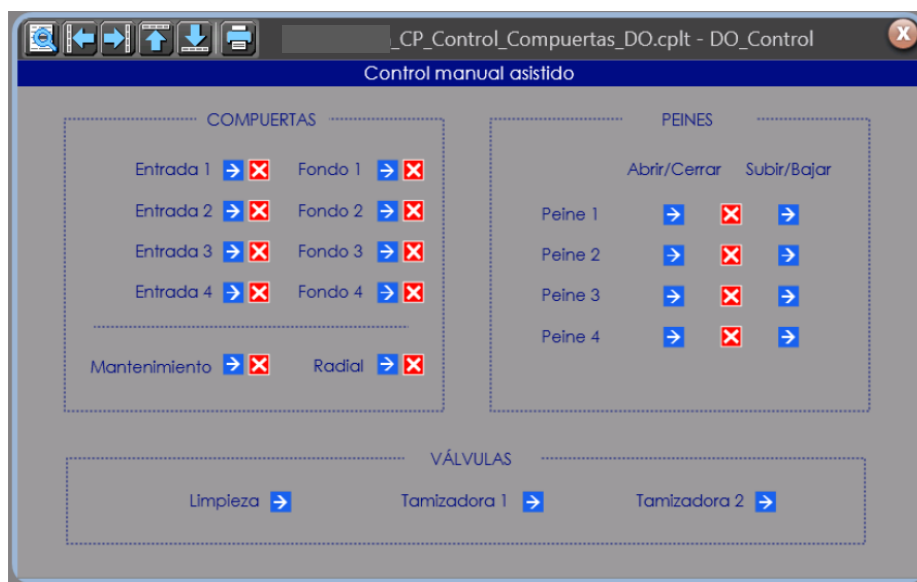 _CP_Control_Compuertas_DO.cplt - DO_Control
Control manual asistido
COMPUERTAS
Entrada 1 Fondo 1
Entrada 2 Fondo 2
Entrada 3 Fondo 3
Entrada 4 Fondo 4
Mantenimiento Radial
PEINES
Abrir/Cerrar Subir/Bajar
Peine 1
Peine 2
Peine 3
Peine 4
VÁLVULAS
Limpieza Tamizadora 1 Tamizadora 2